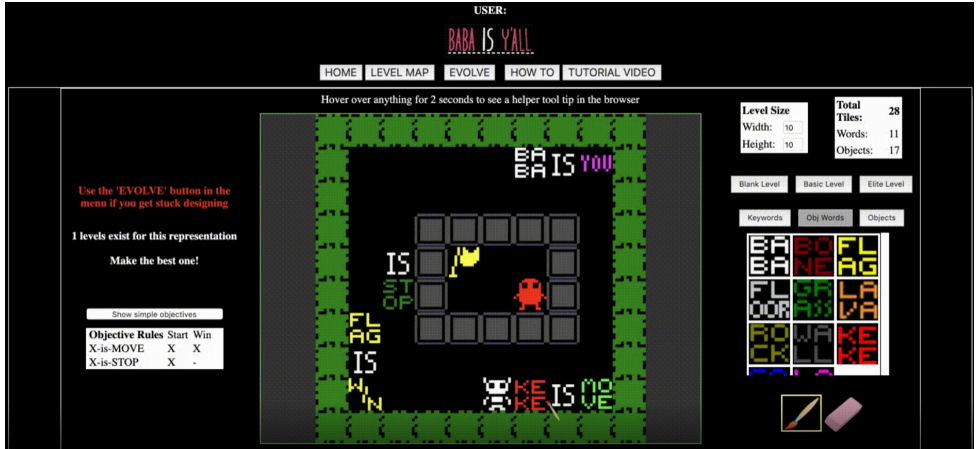 USER:
BABA IS Y'ALL
HOME LEVEL MAP EVOLVE HOW TO TUTORIAL VIDEO
Hover over anything for 2 seconds to see a helper tool tip in the browser
Use the 'EVOLVE' button in the
menu if you get stuck designing
1 levels exist for this representation
Make the best one!
Show simple objectives
Objective Rules Start Win
X-is-MOVE X X
X-is-STOP X -
BABA IS YOU
IS
STOP
FLAG
IS
WIN
KEKE IS MOVE
Level Size
Width: 10
Height: 10
Total
Tiles: 28
Words: 11
Objects: 17
Blank Level Basic Level Elite Level
Keywords Obj Words Objects
BABA BONE FLAG
FLOOR GRASS LAVA
ROCK WALL KEKE